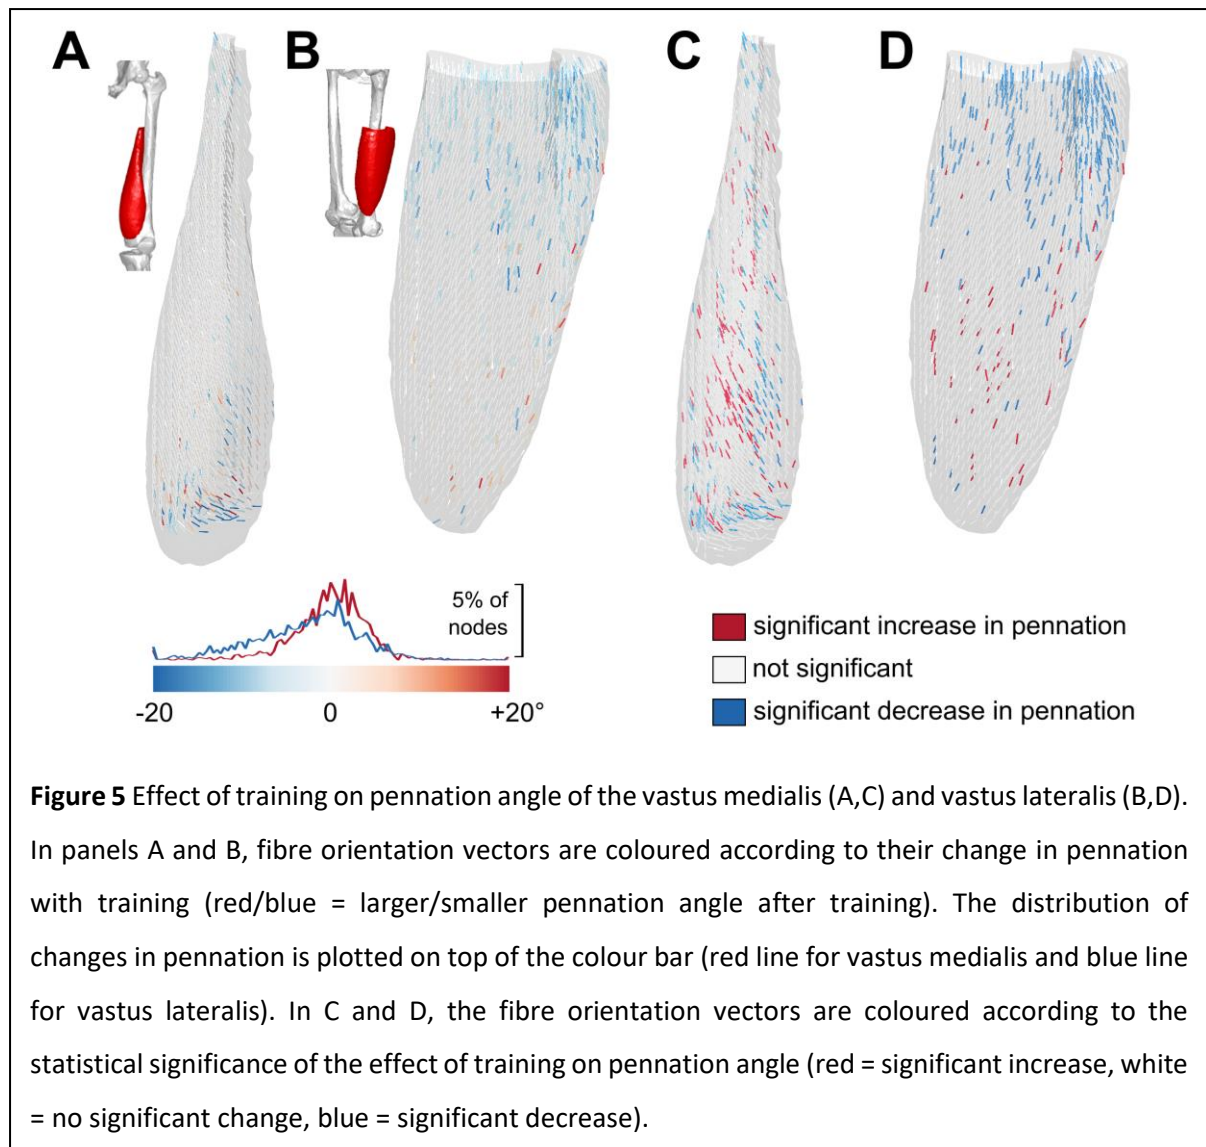 A
B
C
D
5% of
nodes
-20
0
+20°
significant increase in pennation
not significant
significant decrease in pennation
Figure 5 Effect of training on pennation angle of the vastus medialis (A,C) and vastus lateralis (B,D).
In panels A and B, fibre orientation vectors are coloured according to their change in pennation
with training (red/blue = larger/smaller pennation angle after training). The distribution of
changes in pennation is plotted on top of the colour bar (red line for vastus medialis and blue line
for vastus lateralis). In C and D, the fibre orientation vectors are coloured according to the
statistical significance of the effect of training on pennation angle (red = significant increase, white
= no significant change, blue = significant decrease).